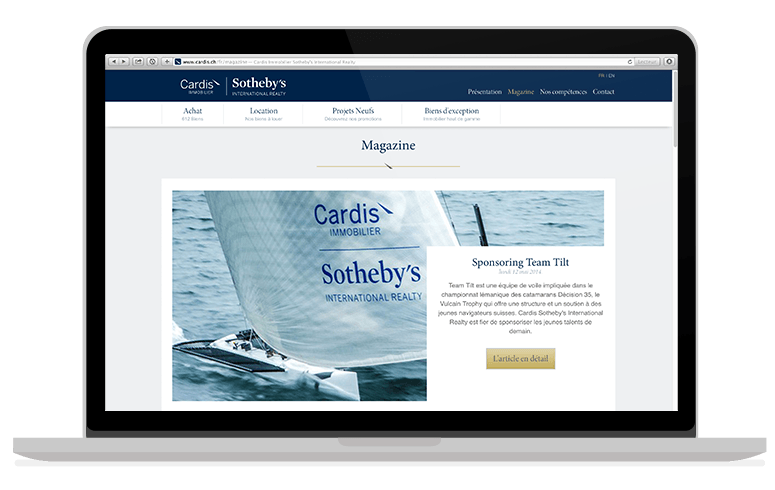 www.cardis.ch/fr/magazine — Cardis Immobilier Sotheby's International Realty
Lecteur
FR / EN
Cardis
IMMOBILIER
Sotheby's
INTERNATIONAL REALTY
Présentation Magazine Nos compétences Contact
Achat Location Projets Neufs Biens d'exception
812 Biens Nos biens à louer Découvrez nos promotions Immobilier haut de gamme
Magazine
Cardis
IMMOBILIER
Sotheby's
INTERNATIONAL REALTY
Sponsoring Team Tilt
lundi 12 mai 2014
Team Tilt est une équipe de voile impliquée dans le
championnat lémanique des catamarans Décision 35, le
Vulcain Trophy qui offre une structure et un soutien à des
jeunes navigateurs suisses. Cardis Sotheby's International
Realty est fier de sponsoriser les jeunes talents de
demain.
L'article en détail